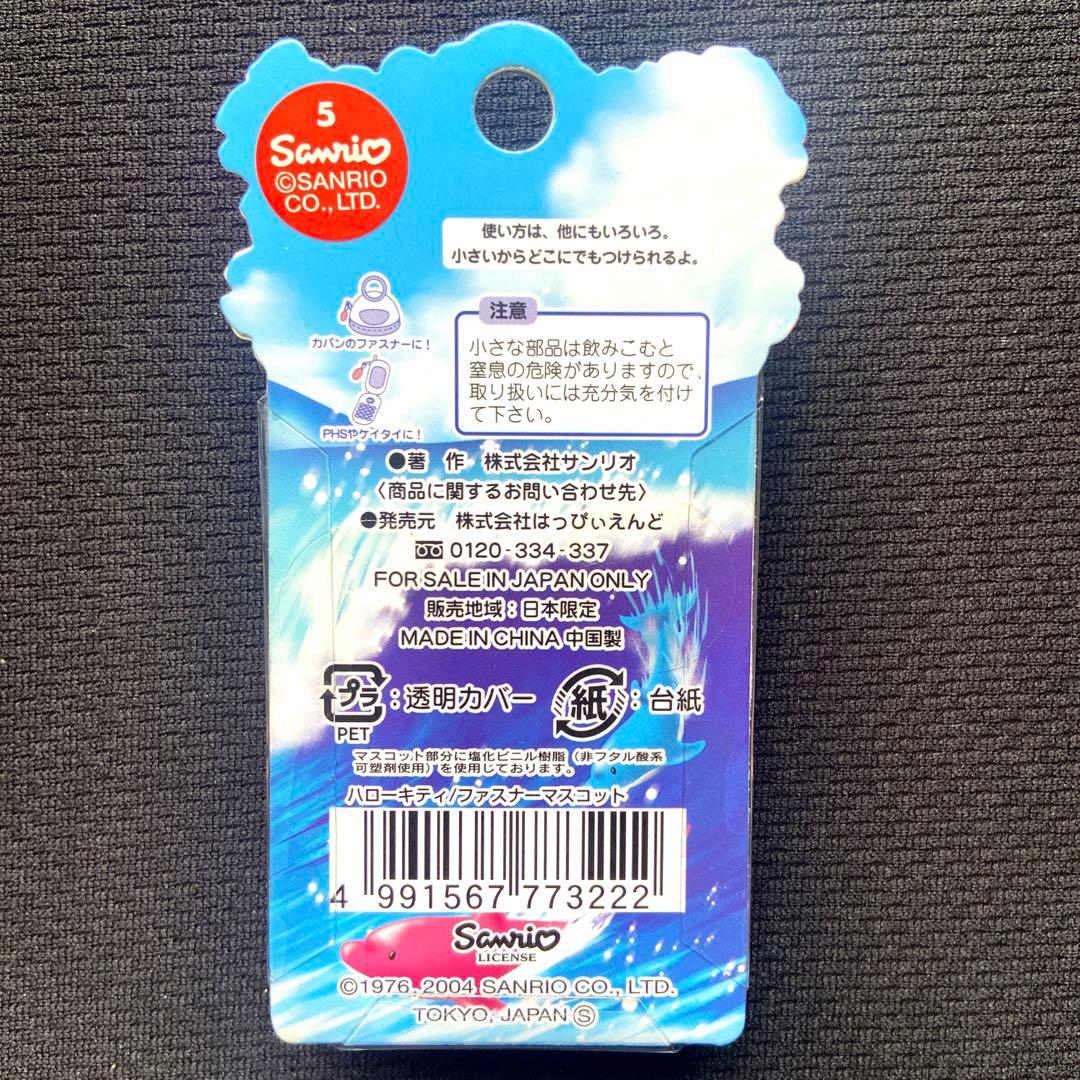 5
Sanrio
©SANRIO
CO., LTD.
使い方は、他にもいろいろ。
小さいからどこにでもつけられるよ。
カバンのファスナーに!
PHSやケイタイに!
注意
小さな部品は飲みこむと
窒息の危険がありますので、
取り扱いには充分気を付け
て下さい。
●著 作 株式会社サンリオ
〈商品に関するお問い合わせ先〉
●発売元 株式会社はっぴぃえんど
0120-334-337
FOR SALE IN JAPAN ONLY
販売地域:日本限定
MADE IN CHINA 中国製
プラ:透明カバー
PET
紙:台紙
マスコット部分に塩化ビニル樹脂(非フタル酸系
可塑剤使用)を使用しております。
ハローキティ/ファスナーマスコット
4 991567 773222
Sanrio
LICENSE
©1976, 2004 SANRIO CO., LTD.
TOKYO, JAPAN Ⓢ